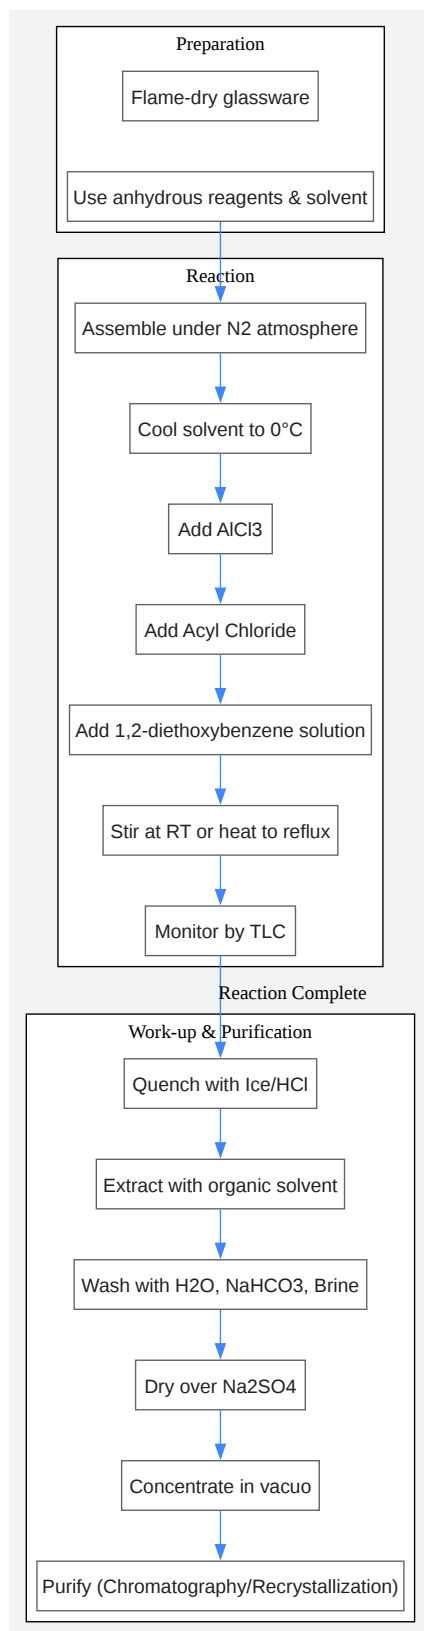 Preparation
Flame-dry glassware
Use anhydrous reagents & solvent
Reaction
Assemble under N2 atmosphere
Cool solvent to 0°C
Add AlCl3
Add Acyl Chloride
Add 1,2-diethoxybenzene solution
Stir at RT or heat to reflux
Monitor by TLC
Reaction Complete
Work-up & Purification
Quench with Ice/HCl
Extract with organic solvent
Wash with H2O, NaHCO3, Brine
Dry over Na2SO4
Concentrate in vacuo
Purify (Chromatography/Recrystallization)